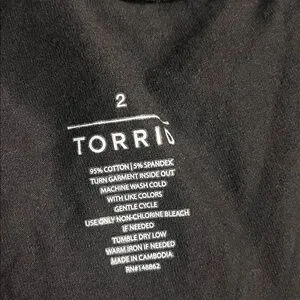 2
TORRID
95% COTTON | 5% SPANDEX
TURN GARMENT INSIDE OUT
MACHINE WASH COLD
WITH LIKE COLORS
GENTLE CYCLE
USE ONLY NON-CHLORINE BLEACH
IF NEEDED
TUMBLE DRY LOW
WARM IRON IF NEEDED
MADE IN CAMBODIA
RN#148862